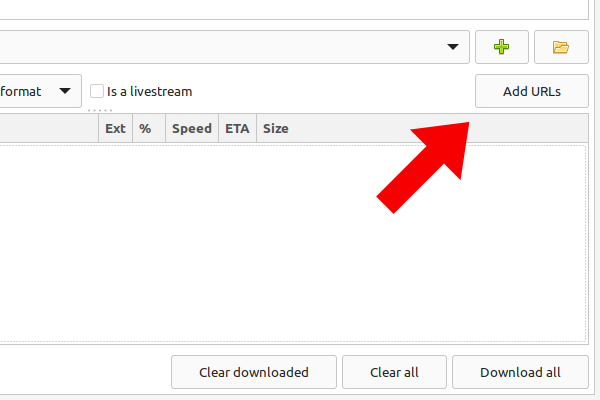 format Is a livestream Add URLs
Ext % Speed ETA Size
Clear downloaded Clear all Download all